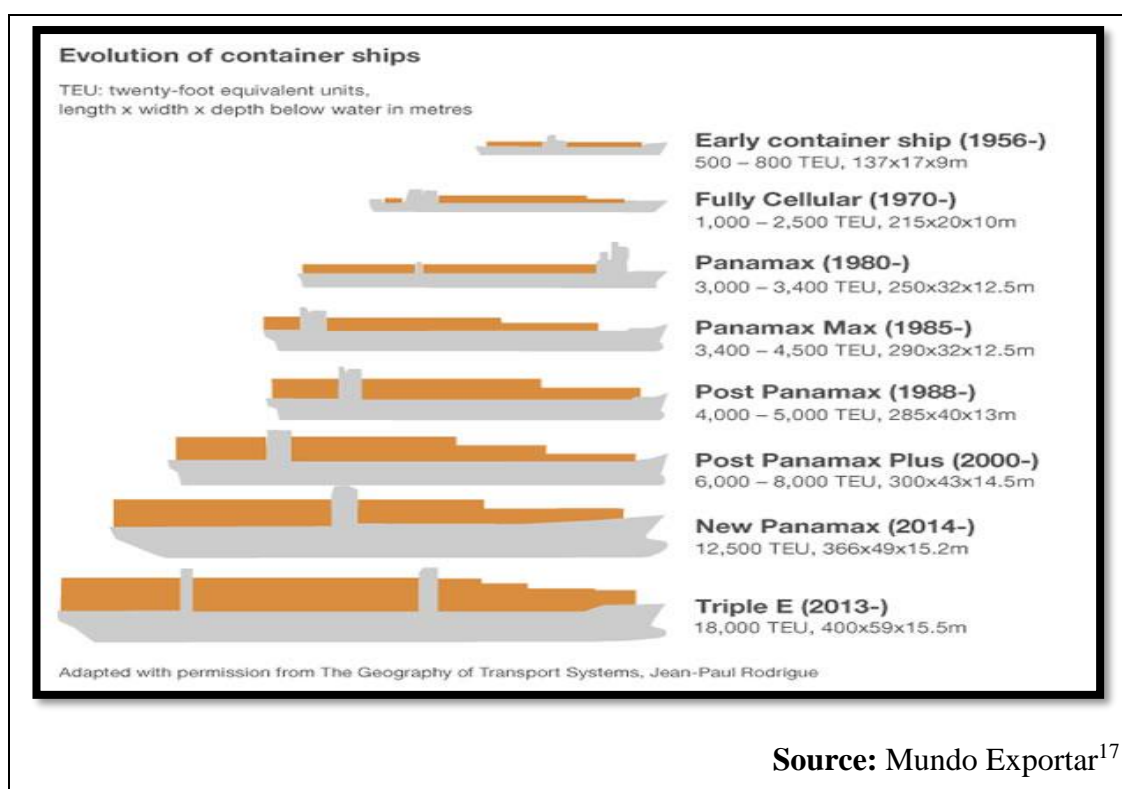 Evolution of container ships
TEU: twenty-foot equivalent units,
length x width x depth below water in metres
Early container ship (1956-)
500 – 800 TEU, 137x17x9m
Fully Cellular (1970-)
1,000 – 2,500 TEU, 215x20x10m
Panamax (1980-)
3,000 – 3,400 TEU, 250x32x12.5m
Panamax Max (1985-)
3,400 – 4,500 TEU, 290x32x12.5m
Post Panamax (1988-)
4,000 – 5,000 TEU, 285x40x13m
Post Panamax Plus (2000-)
6,000 – 8,000 TEU, 300x43x14.5m
New Panamax (2014-)
12,500 TEU, 366x49x15.2m
Triple E (2013-)
18,000 TEU, 400x59x15.5m
Adapted with permission from The Geography of Transport Systems, Jean-Paul Rodrigue
Source: Mundo Exportar17